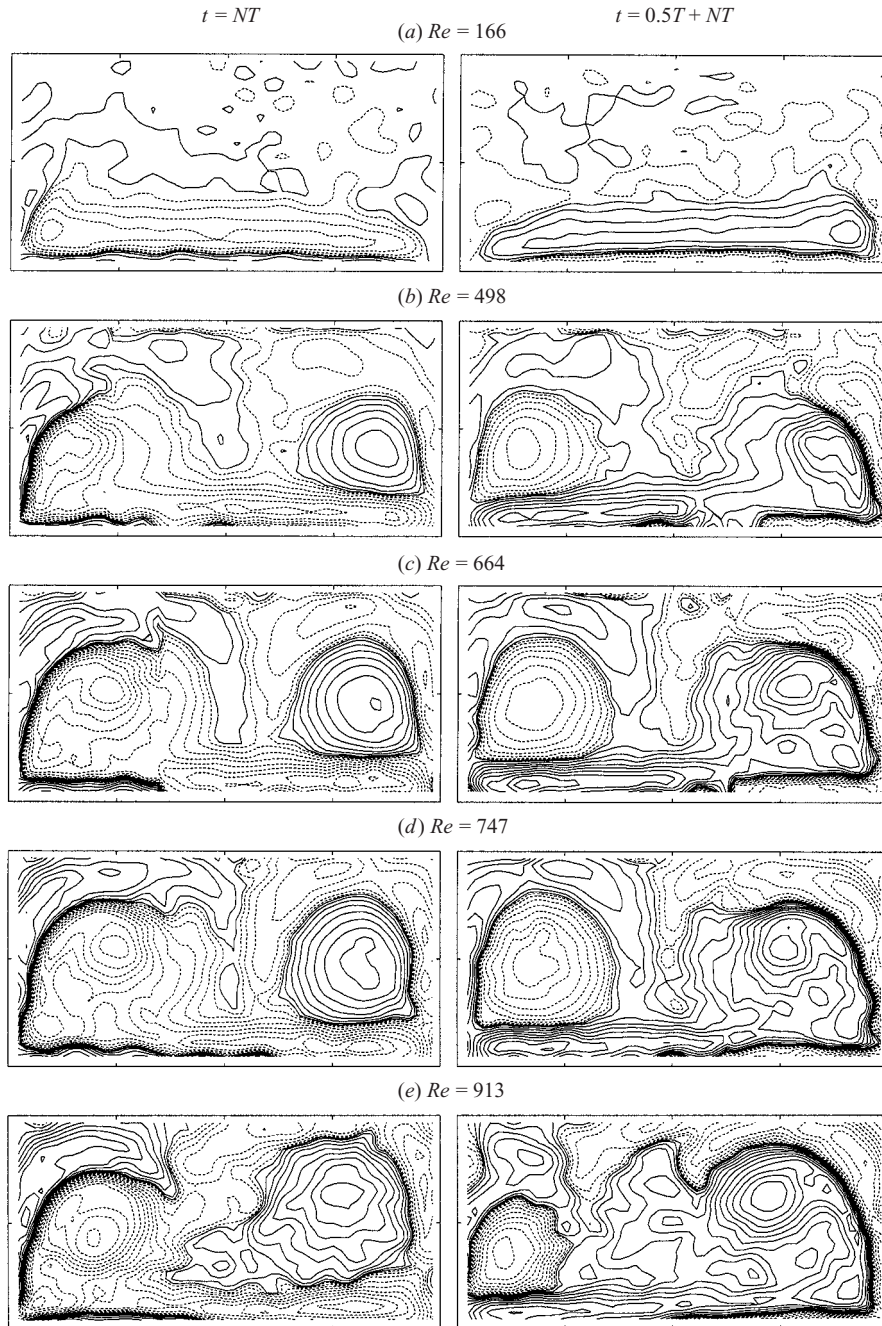 t = NT
t = 0.5T + NT
(a) Re = 166
(b) Re = 498
(c) Re = 664
(d) Re = 747
(e) Re = 913